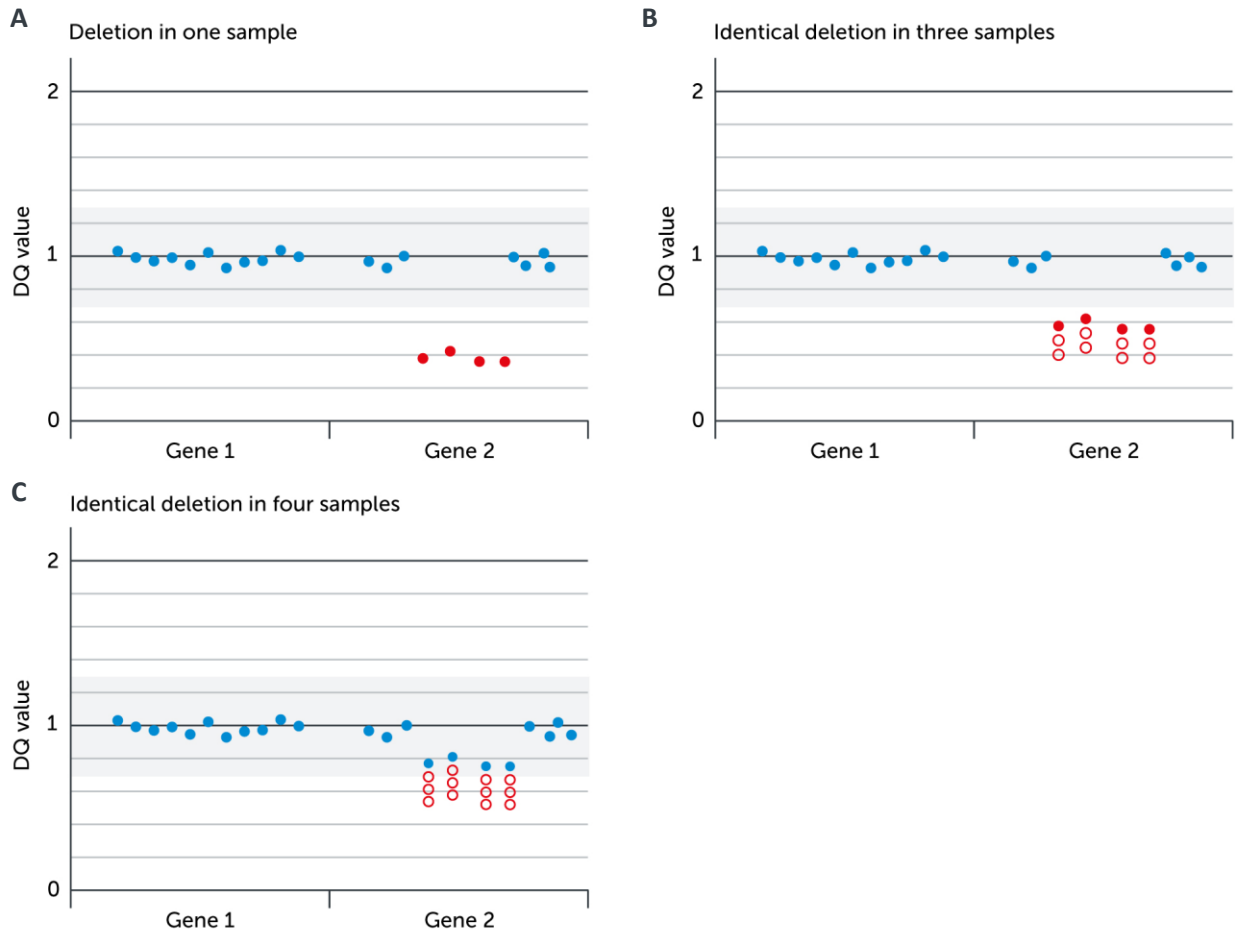 A
Deletion in one sample
2
1
0
DQ value
Gene 1
Gene 2
B
Identical deletion in three samples
2
1
0
DQ value
Gene 1
Gene 2
C
Identical deletion in four samples
2
1
0
DQ value
Gene 1
Gene 2